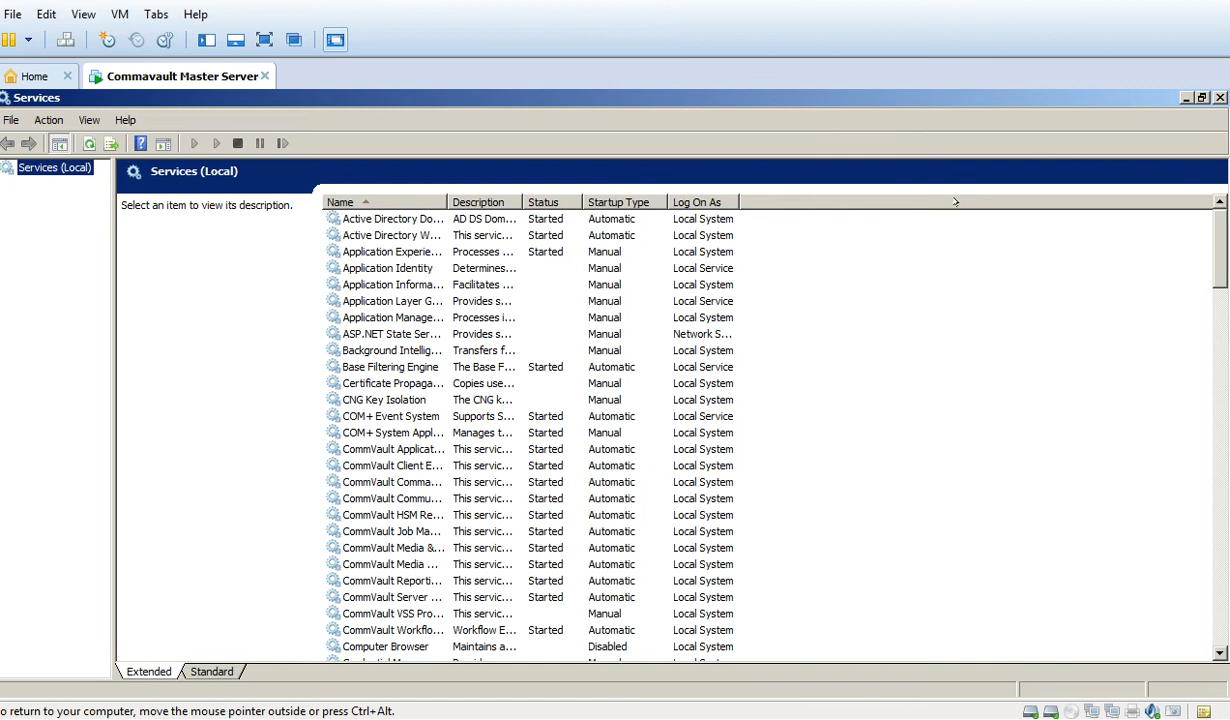 File Edit View VM Tabs Help
Home Commavault Master Server
Services
File Action View Help
Services (Local)
Services (Local)
Select an item to view its description.
Name Description Status Startup Type Log On As
Active Directory Do... AD DS Dom... Started Automatic Local System
Active Directory W... This servic... Started Automatic Local System
Application Experie... Processes ... Started Manual Local System
Application Identity Determines... Manual Local Service
Application Informa... Facilitates ... Manual Local System
Application Layer G... Provides s... Manual Local Service
Application Manage... Processes i... Manual Local System
ASP.NET State Ser... Provides s... Manual Network S...
Background Intellig... Transfers f... Manual Local System
Base Filtering Engine The Base F... Started Automatic Local Service
Certificate Propaga... Copies use... Manual Local System
CNG Key Isolation The CNG k... Manual Local System
COM+ Event System Supports S... Started Automatic Local Service
COM+ System Appl... Manages t... Started Manual Local System
CommVault Applicat... This servic... Started Automatic Local System
CommVault Client E... This servic... Started Automatic Local System
CommVault Comma... This servic... Started Automatic Local System
CommVault Commu... This servic... Started Automatic Local System
CommVault HSM Re... This servic... Started Automatic Local System
CommVault Job Ma... This servic... Started Automatic Local System
CommVault Media &... This servic... Started Automatic Local System
CommVault Media ... This servic... Started Automatic Local System
CommVault Reporti... This servic... Started Automatic Local System
CommVault Server ... This servic... Started Automatic Local System
CommVault VSS Pro... This servic... Manual Local System
CommVault Workflo... Workflow E... Started Automatic Local System
Computer Browser Maintains a... Disabled Local System
Extended Standard
o return to your computer, move the mouse pointer outside or press Ctrl+Alt.